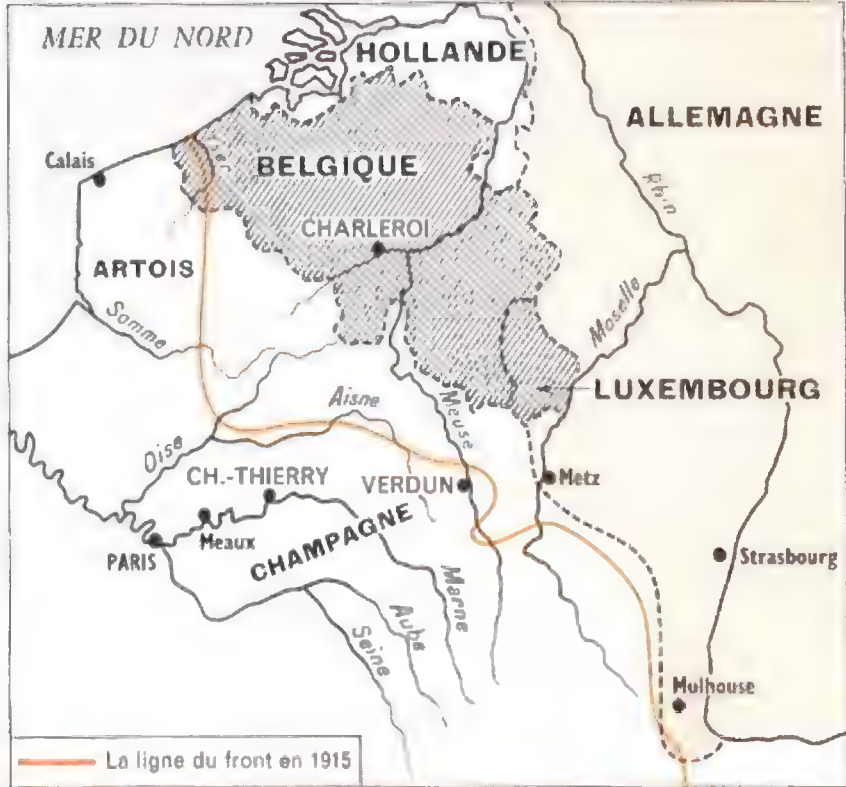 MER DU NORD
HOLLANDE
ALLEMAGNE
Calais
BELGIQUE
Rhin
CHARLEROI
ARTOIS
Moselle
Somme
LUXEMBOURG
Aisne
Meuse
Oise
CH.-THIERRY
VERDUN
Metz
Meaux
CHAMPAGNE
PARIS
Strasbourg
Marne
Aube
Seine
Mulhouse
La ligne du front en 1915